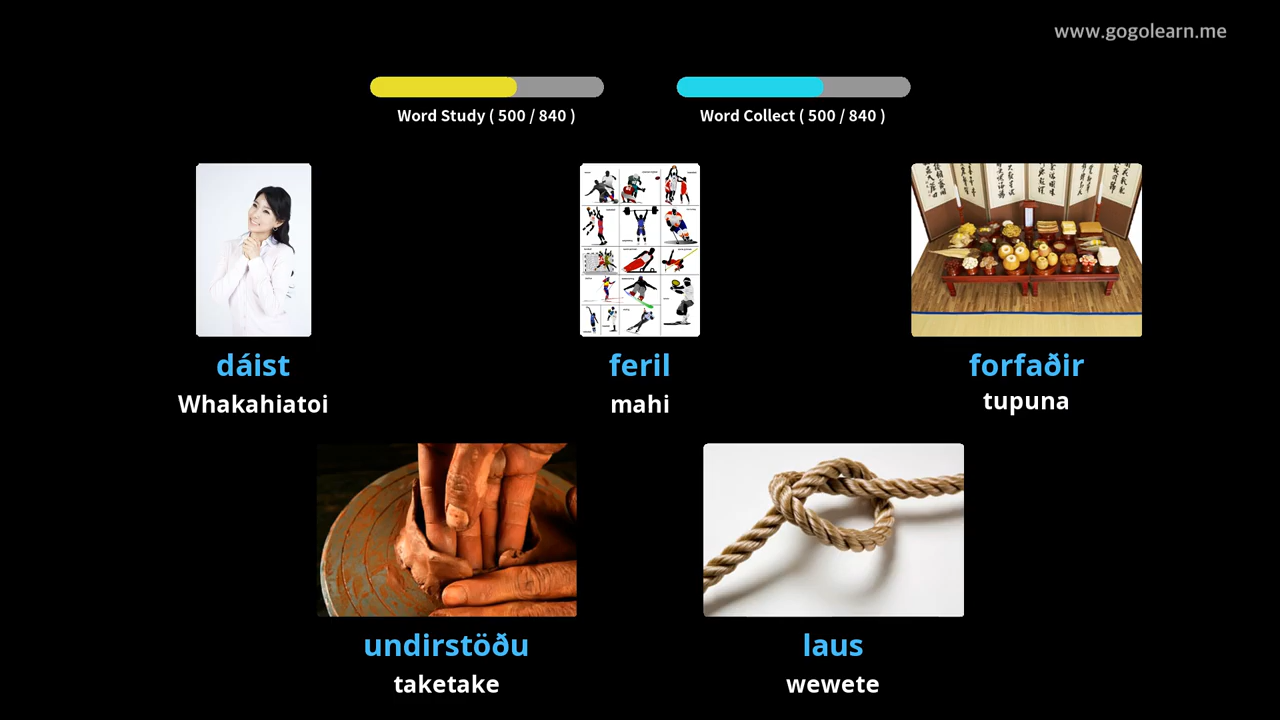 www.gogolearn.me
Word Study ( 500 / 840 )
Word Collect ( 500 / 840 )
dáist
Whakahiatoi
feril
mahi
forfaðir
tupuna
undirstöðu
taketake
laus
wewete